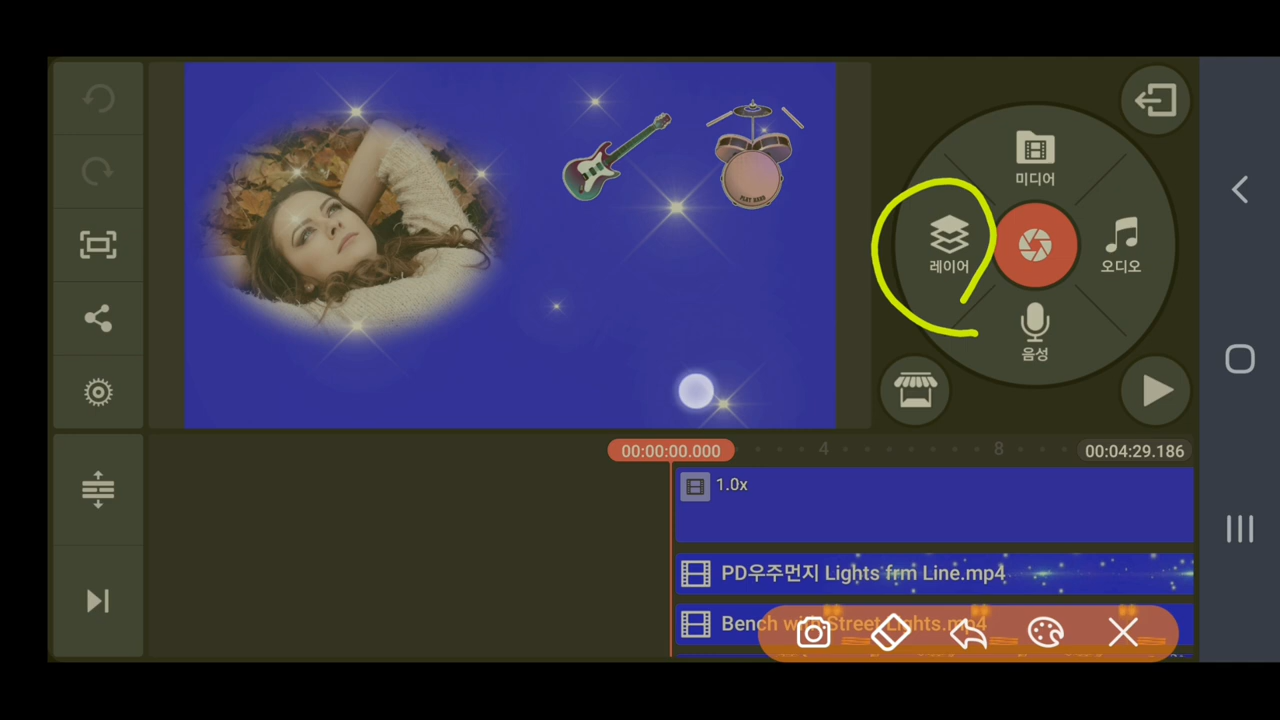 미디어
레이어
오디오
음성
PLAY HARD
00:00:00.000
4
8
00:04:29.186
1.0x
PD우주먼지 Lights frm Line.mp4
Bench with Street Lights.mp4